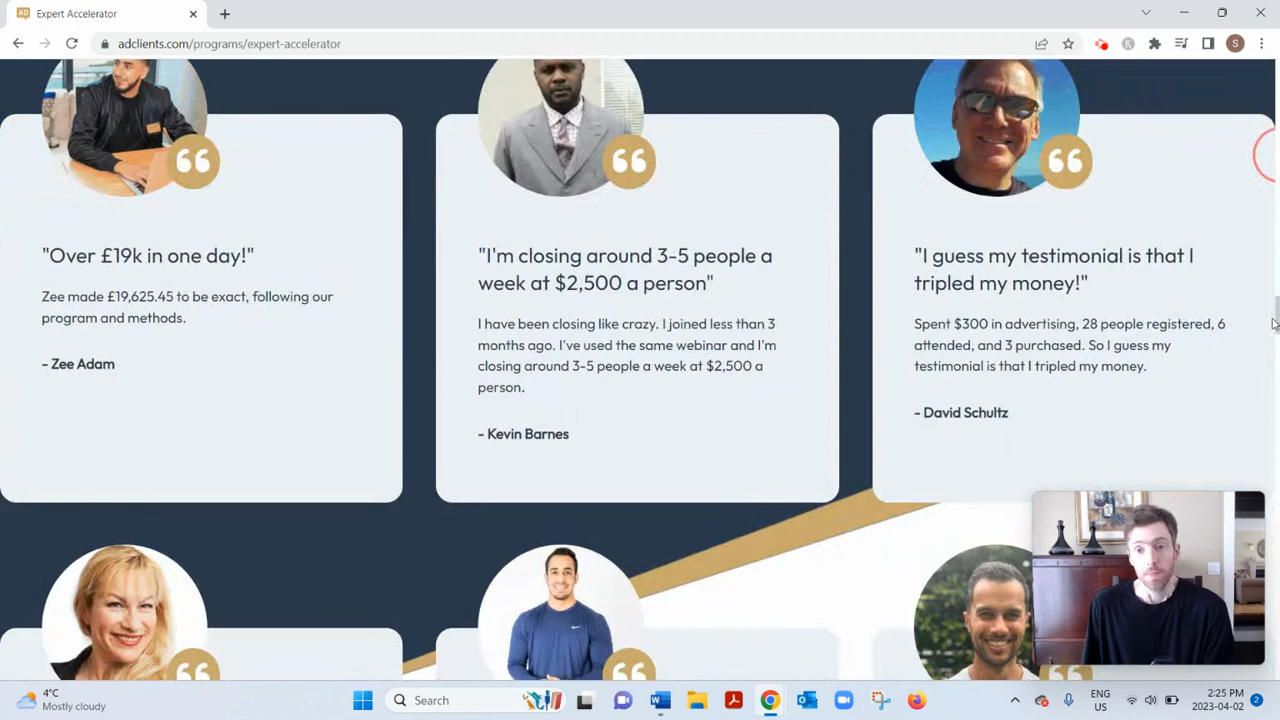 AD
Expert Accelerator
adclients.com/programs/expert-accelerator
K
S
"Over £19k in one day!"
Zee made £19,625.45 to be exact, following our
program and methods.
- Zee Adam
"I'm closing around 3-5 people a
week at $2,500 a person"
I have been closing like crazy. I joined less than 3
months ago. I've used the same webinar and I'm
closing around 3-5 people a week at $2,500 a
person.
- Kevin Barnes
"I guess my testimonial is that I
tripled my money!"
Spent $300 in advertising, 28 people registered, 6
attended, and 3 purchased. So I guess my
testimonial is that I tripled my money.
- David Schultz
4°C
Mostly cloudy
Search
ENG
US
2:25 PM
2023-04-02
2